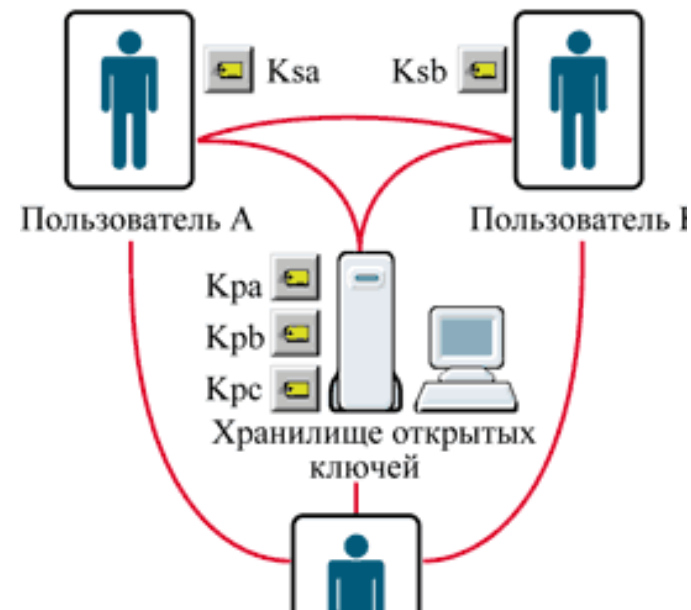 Ksa
Ksb
Пользователь A
Пользователь
Kpa
Kpb
Kpc
Хранилище открытых
ключей